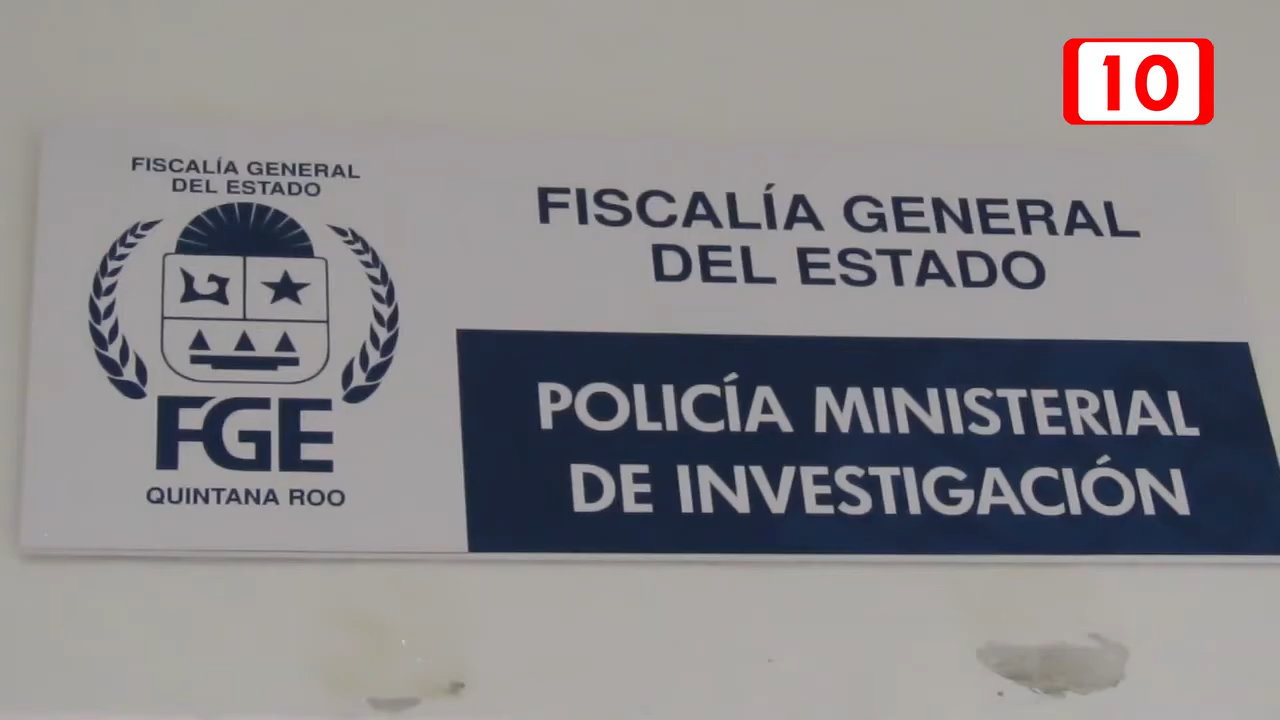 10
FISCALÍA GENERAL
DEL ESTADO
FGE
QUINTANA ROO
FISCALÍA GENERAL
DEL ESTADO
POLICÍA MINISTERIAL
DE INVESTIGACIÓN